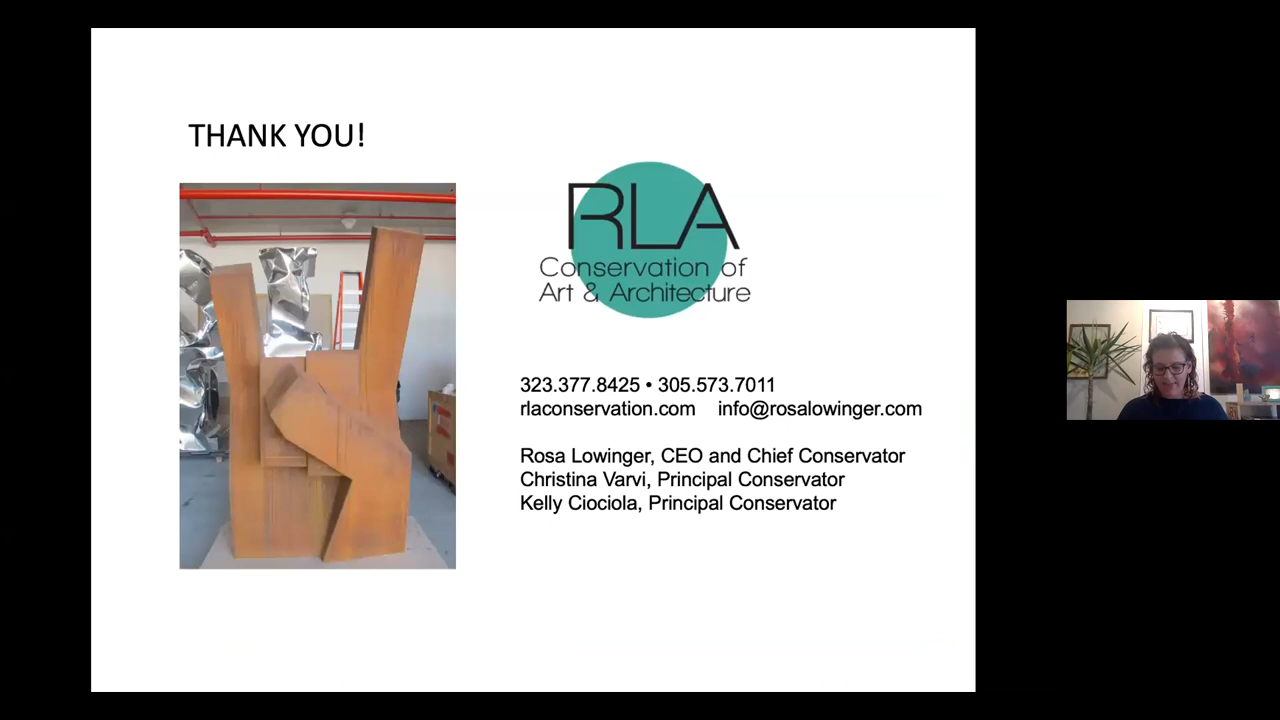 THANK YOU!
RLA
Conservation of
Art & Architecture
323.377.8425 • 305.573.7011
rlaconservation.com info@rosalowinger.com
Rosa Lowinger, CEO and Chief Conservator
Christina Varvi, Principal Conservator
Kelly Ciociola, Principal Conservator